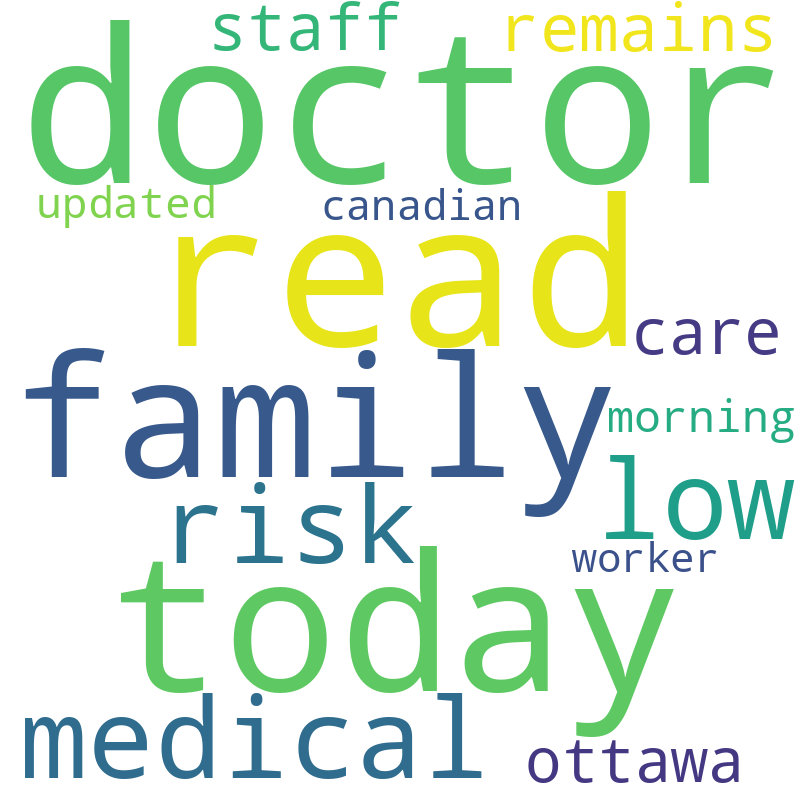 staff remains
doctor
updated canadian
read
care
family
morning
low
risk
worker
today
medical
ottawa